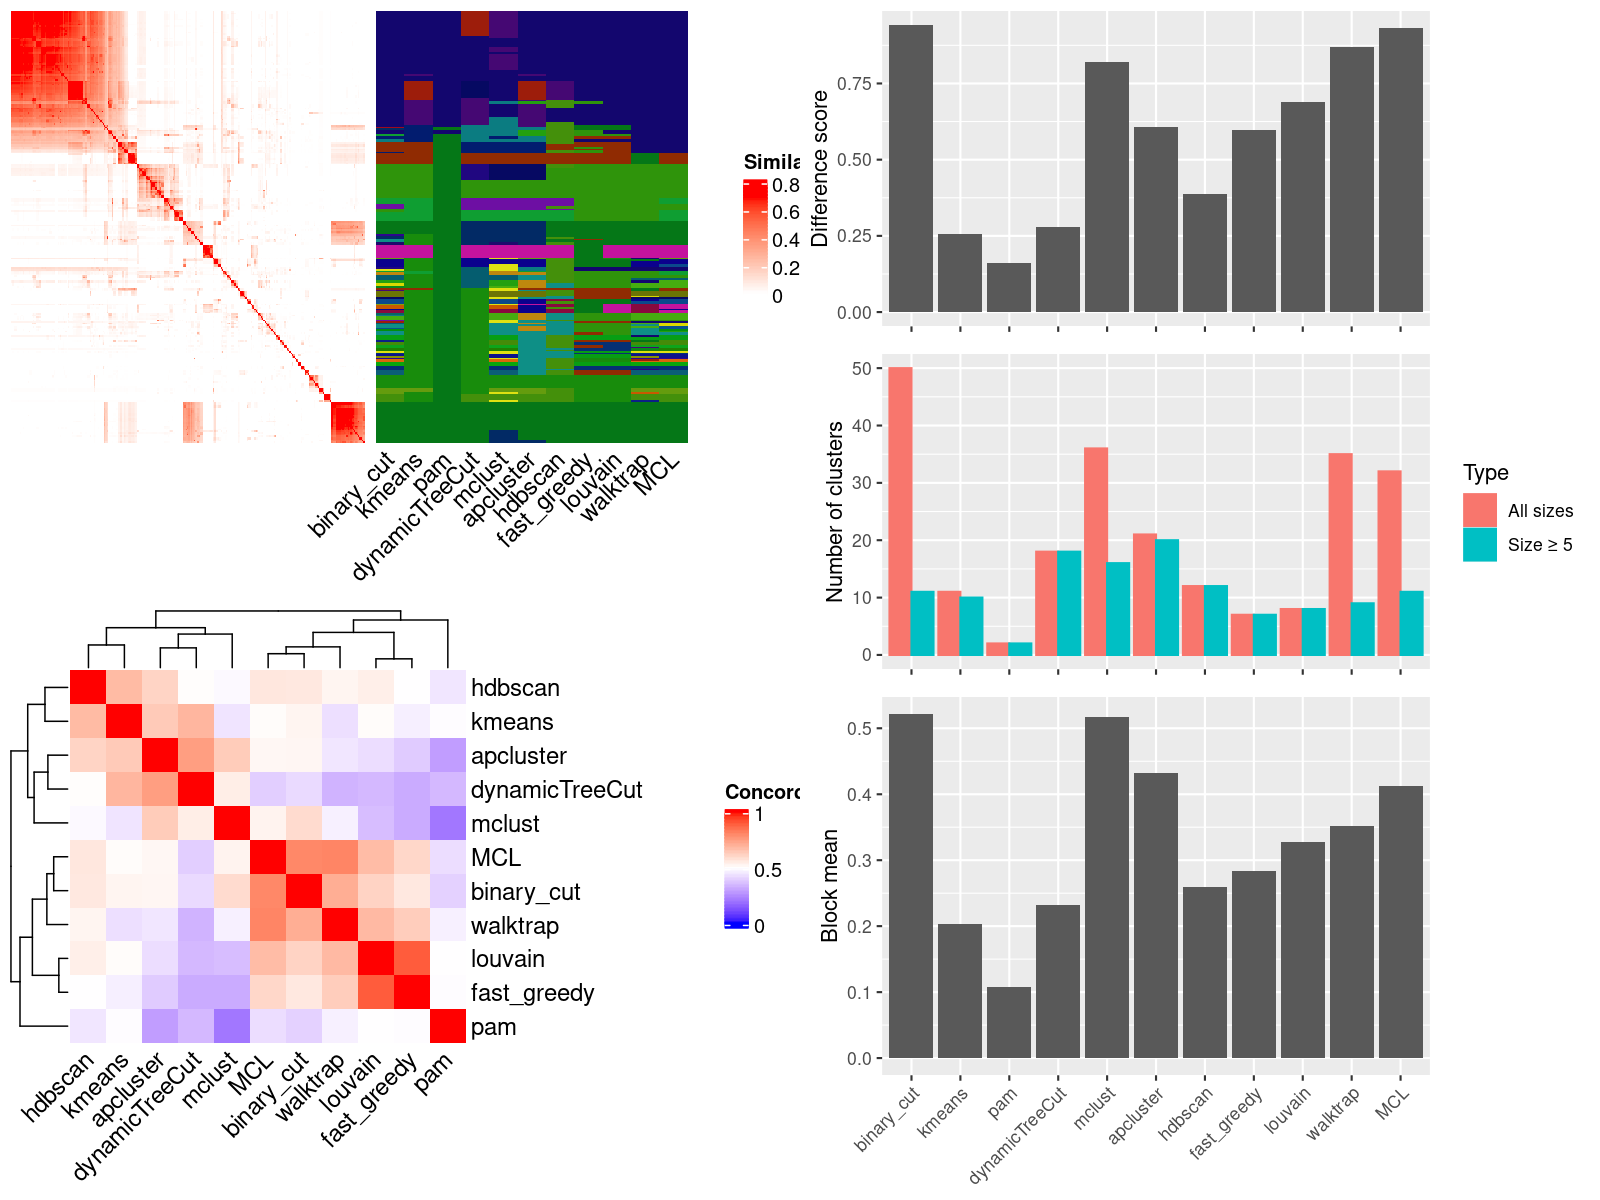 Simila
0.8
0.6
0.4
0.2
0
binary_cut
kmeans
pam
dynamicTreeCut
mclust
apcluster
hdbscan
fast_greedy
louvain
walktrap
MCL
hdbscan
kmeans
apcluster
dynamicTreeCut
mclust
MCL
binary_cut
walktrap
louvain
fast_greedy
pam
hdbscan
kmeans
apcluster
dynamicTreeCut
mclust
MCL
binary_cut
walktrap
louvain
fast_greedy
pam
Concord
1
0.5
0
Difference score
0.75
0.50
0.25
0.00
Number of clusters
50
40
30
20
10
0
Type
All sizes
Size ≥ 5
Block mean
0.5
0.4
0.3
0.2
0.1
0.0
binary_cut
kmeans
pam
dynamicTreeCut
mclust
apcluster
hdbscan
fast_greedy
louvain
walktrap
MCL